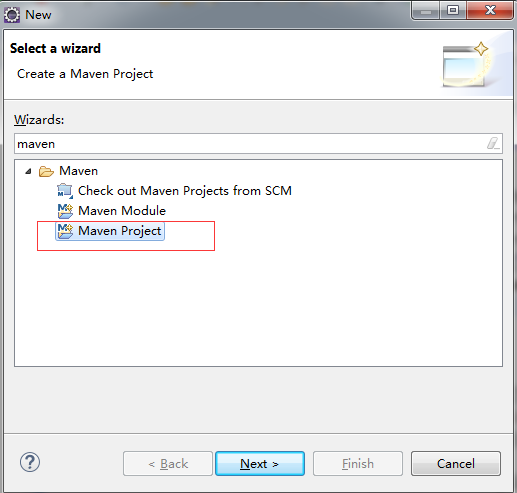 New
Select a wizard
Create a Maven Project
Wizards:
maven
Maven
Check out Maven Projects from SCM
Maven Module
Maven Project
< Back
Next >
Finish
Cancel